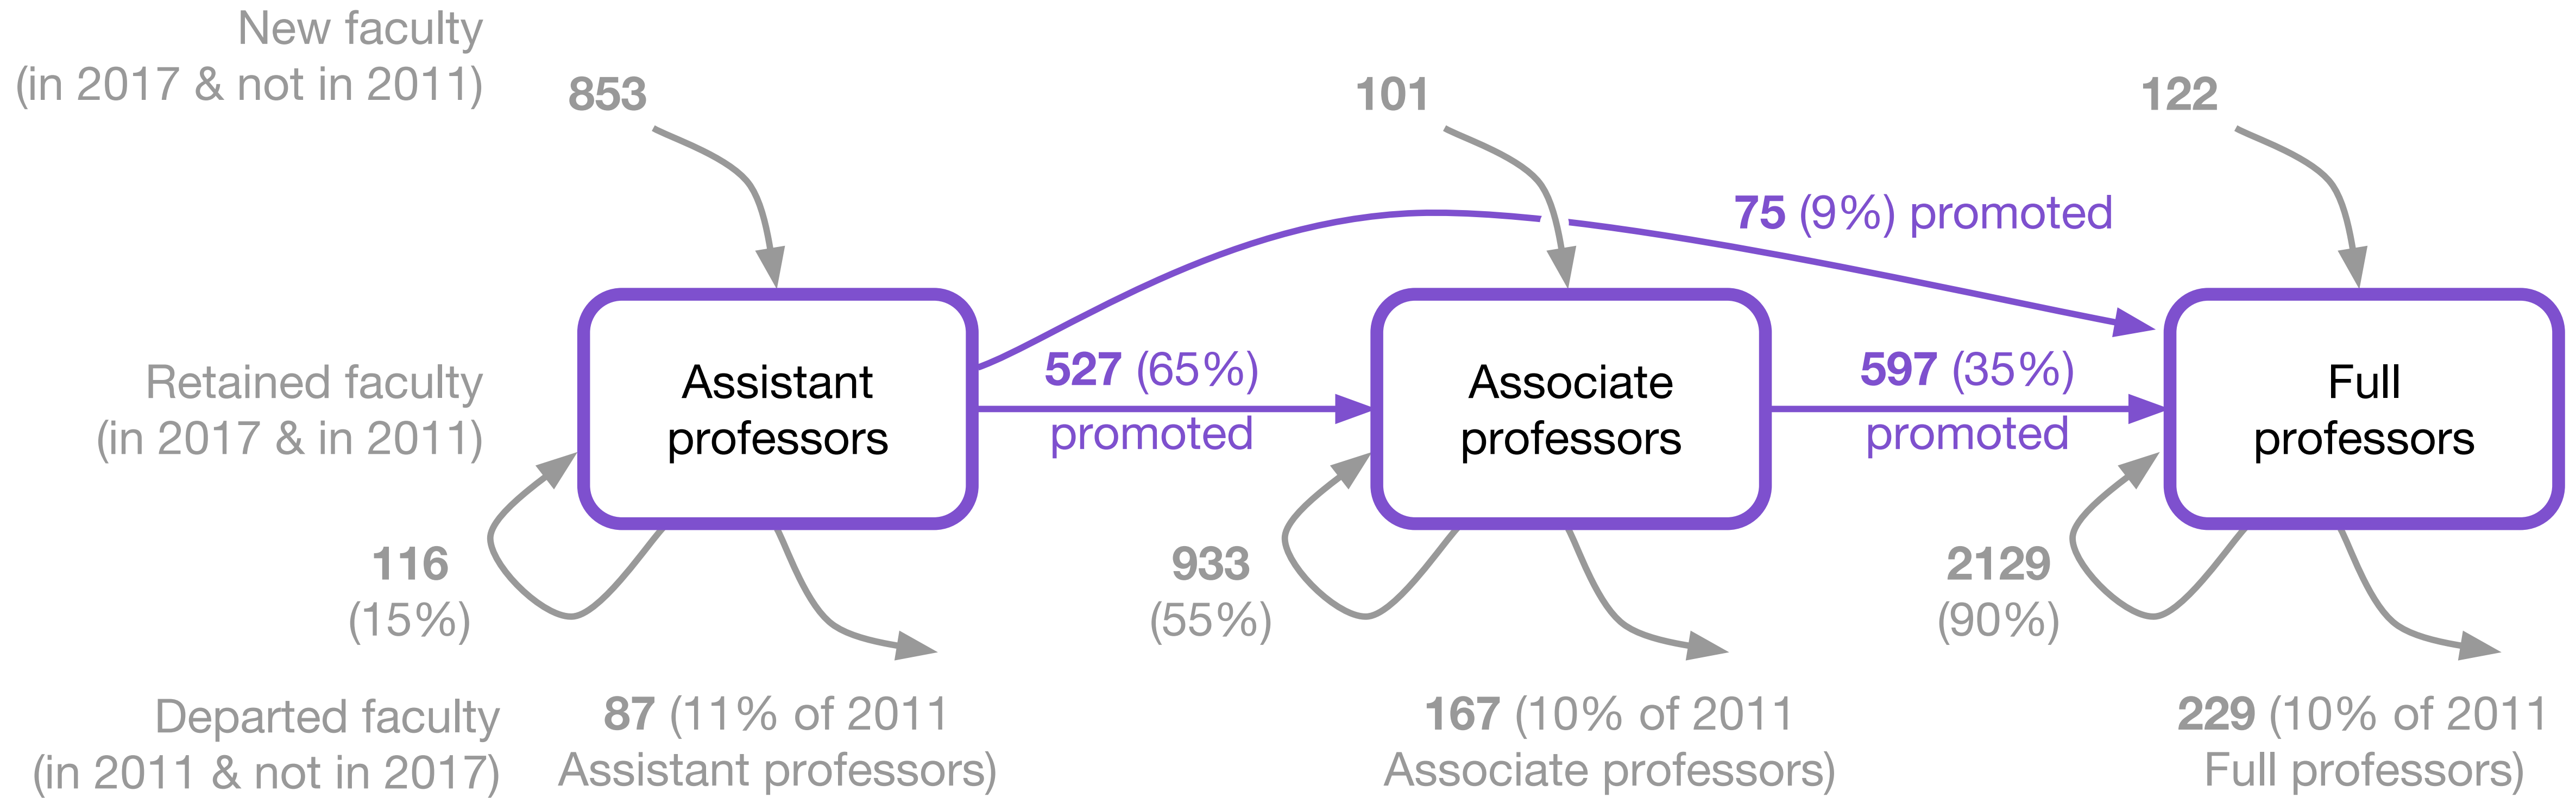 New faculty
(in 2017 & not in 2011)
853
101
122
75 (9%) promoted
Retained faculty
(in 2017 & in 2011)
Assistant
professors
527 (65%)
promoted
Associate
professors
597 (35%)
promoted
Full
professors
116
(15%)
933
(55%)
2129
(90%)
Departed faculty
(in 2011 & not in 2017)
87 (11% of 2011
Assistant professors)
167 (10% of 2011
Associate professors)
229 (10% of 2011
Full professors)